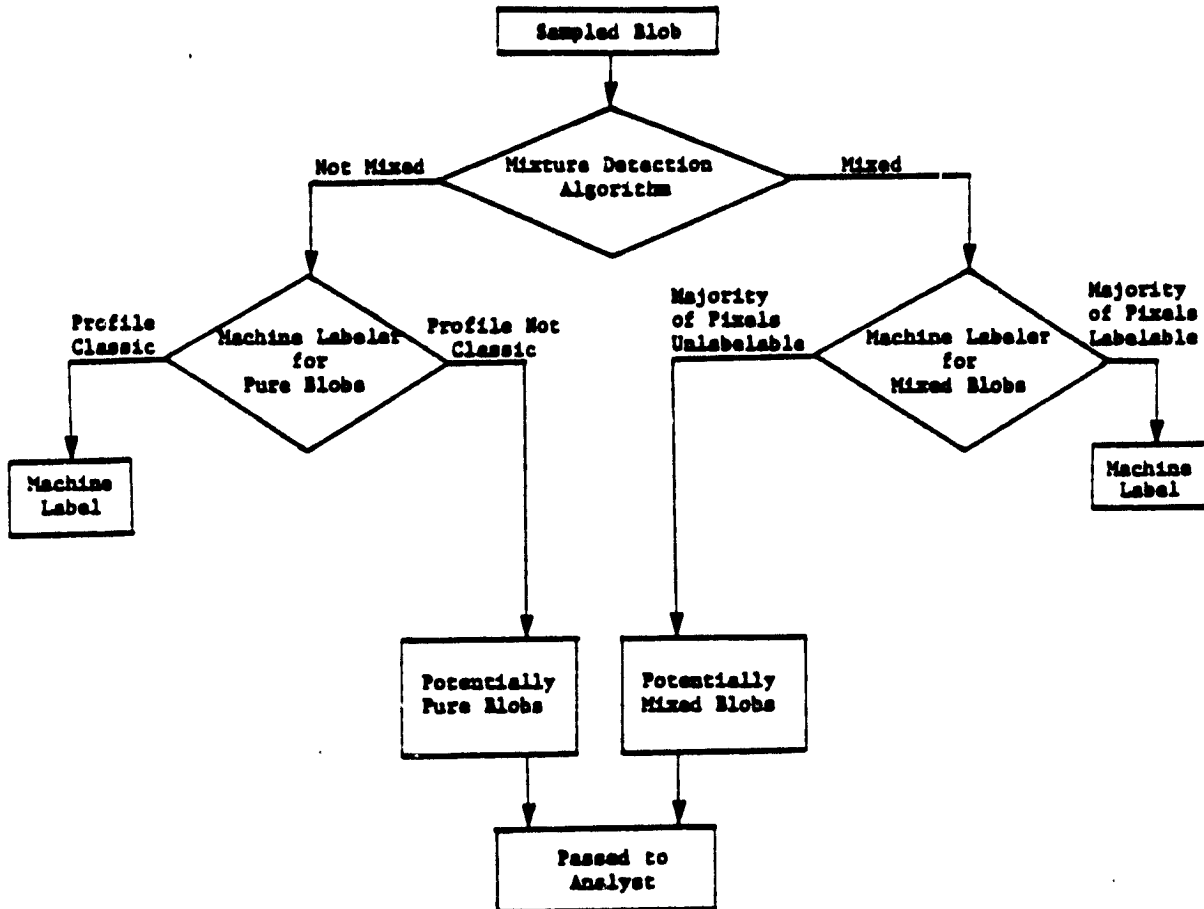 Sampled Blob
Mixture Detection
Algorithm
Not Mixed
Mixed
Profile
Classic
Machine Labeler
for
Pure Blobs
Profile Not
Classic
Majority
of Pixels
Unlabelable
Machine Labeler
for
Mixed Blobs
Majority
of Pixels
Labelable
Machine
Label
Machine
Label
Potentially
Pure Blobs
Potentially
Mixed Blobs
Passed to
Analyst